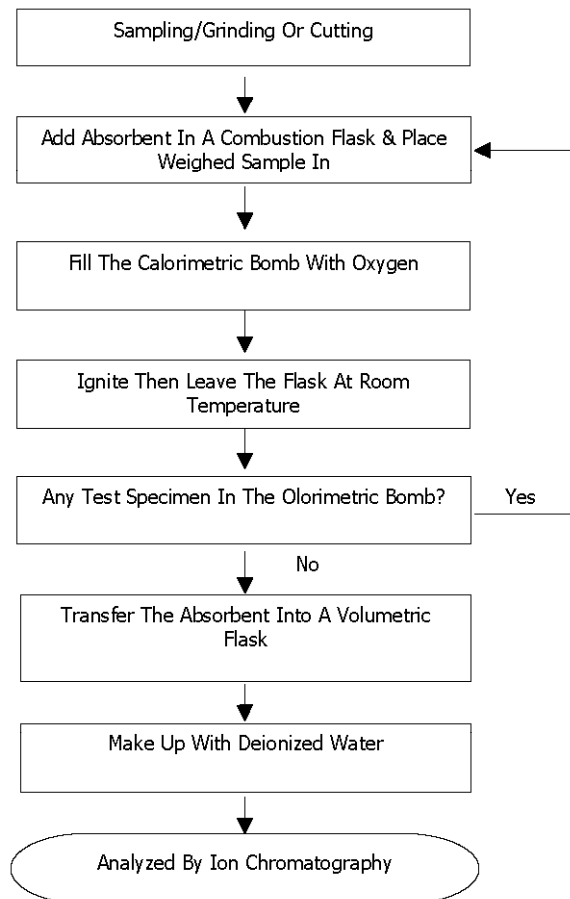 Sampling/Grinding Or Cutting
Add Absorbent In A Combustion Flask & Place
Weighed Sample In
Fill The Calorimetric Bomb With Oxygen
Ignite Then Leave The Flask At Room
Temperature
Any Test Specimen In The Olorimetric Bomb?
Yes
No
Transfer The Absorbent Into A Volumetric
Flask
Make Up With Deionized Water
Analyzed By Ion Chromatography